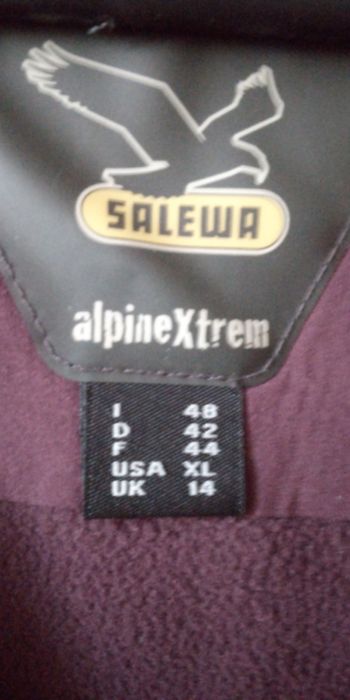 SALEWA
alpineXtrem
I 48
D 42
F 44
USA XL
UK 14